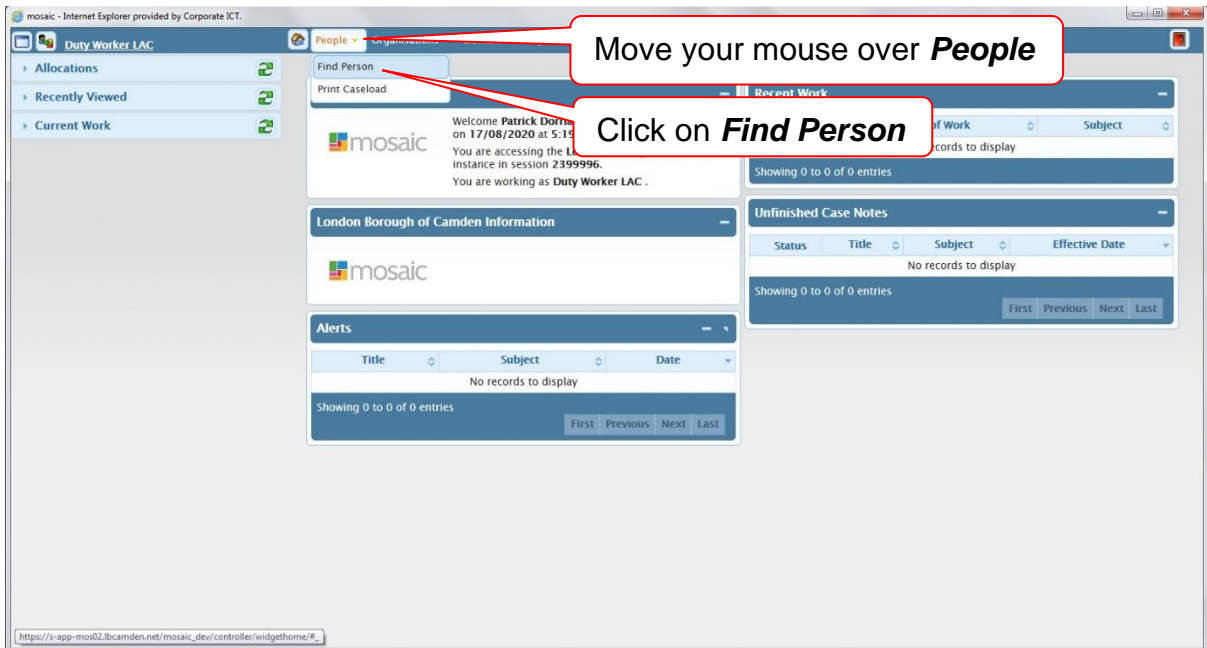 mosaic - Internet Explorer provided by Corporate ICT.
Duty Worker LAC
People
Move your mouse over People
Allocations
Find Person
Recently Viewed
Print Caseload
Recent Work
Current Work
Click on Find Person
Welcome Patrick
on 17/08/2020 at
of Work Subject
mosaic
You are accessing the
records to display
instance in session 2399996.
Showing 0 to 0 of 0 entries
You are working as Duty Worker LAC .
London Borough of Camden Information
Unfinished Case Notes
Status Title Subject Effective Date
mosaic
No records to display
Showing 0 to 0 of 0 entries
First Previous Next Last
Alerts
Title Subject Date
No records to display
Showing 0 to 0 of 0 entries
First Previous Next Last
https://s-app-mos02.lbcamden.net/mosaic_dev/controller/widgethome/#_